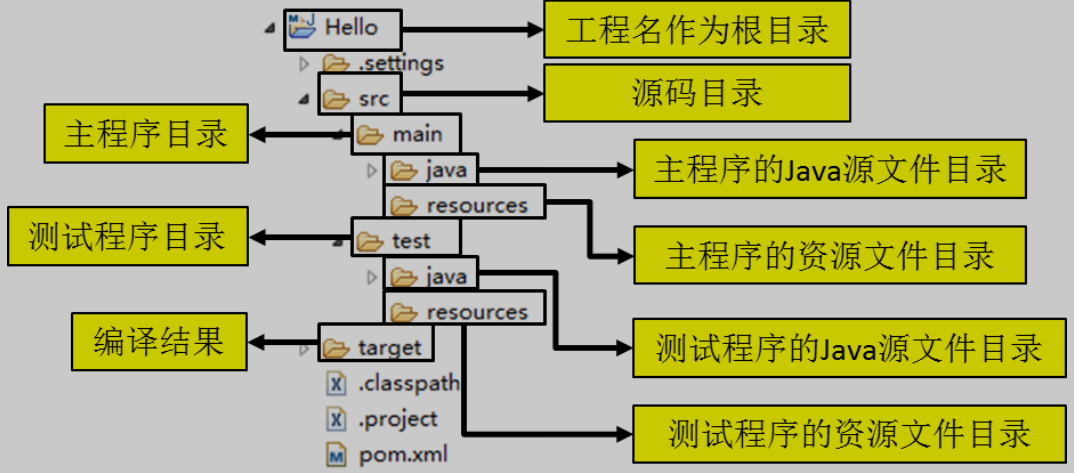 Hello
工程名作为根目录
.settings
src
源码目录
主程序目录
main
java
主程序的Java源文件目录
resources
主程序的资源文件目录
测试程序目录
test
java
测试程序的Java源文件目录
resources
测试程序的资源文件目录
编译结果
target
.classpath
.project
pom.xml